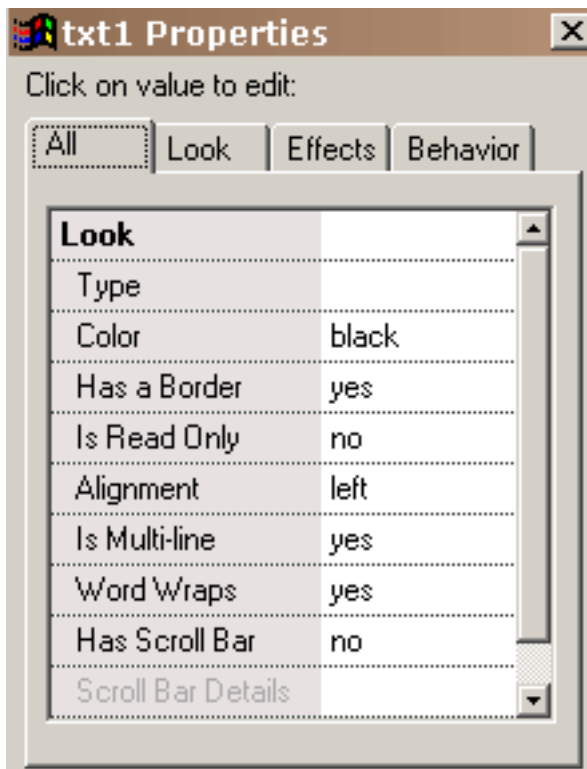 txt1 Properties
Click on value to edit:
All Look Effects Behavior
Look
Type
Color black
Has a Border yes
Is Read Only no
Alignment left
Is Multi-line yes
Word Wraps yes
Has Scroll Bar no
Scroll Bar Details